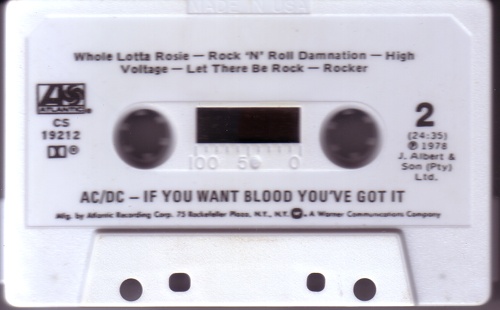 MADE IN USA
Whole Lotta Rosie — Rock 'N' Roll Damnation — High
Voltage — Let There Be Rock — Rocker
ATLANTIC
CS
19212
2
(24:35)
℗ 1978
J. Albert &
Son (Pty)
Ltd.
100 50 0
AC/DC – IF YOU WANT BLOOD YOU'VE GOT IT
Mfg. by Atlantic Recording Corp. 75 Rockefeller Plaza, N.Y., N.Y. A Warner Communications Company